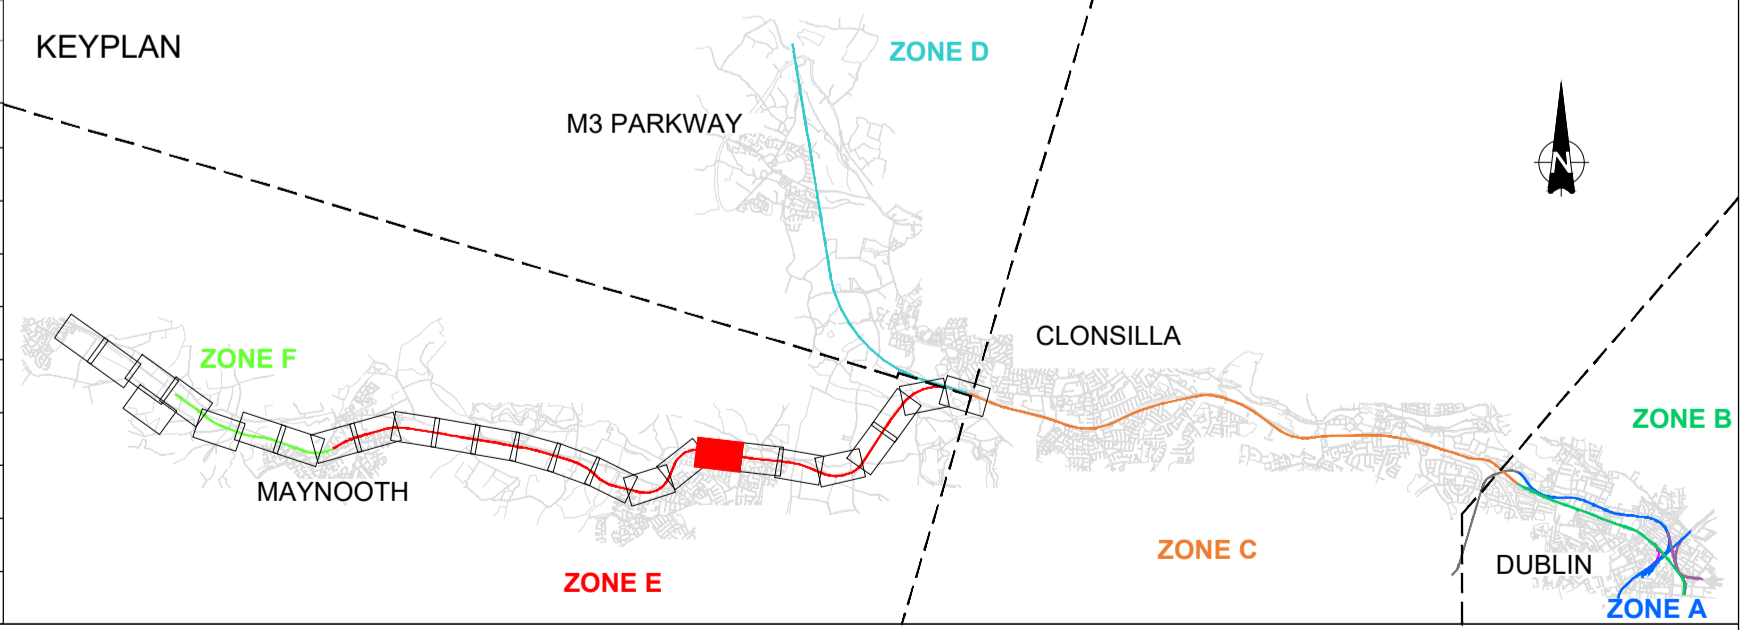 KEYPLAN
ZONE D
M3 PARKWAY
N
CLONSILLA
ZONE F
ZONE B
MAYNOOTH
ZONE C
DUBLIN
ZONE E
ZONE A